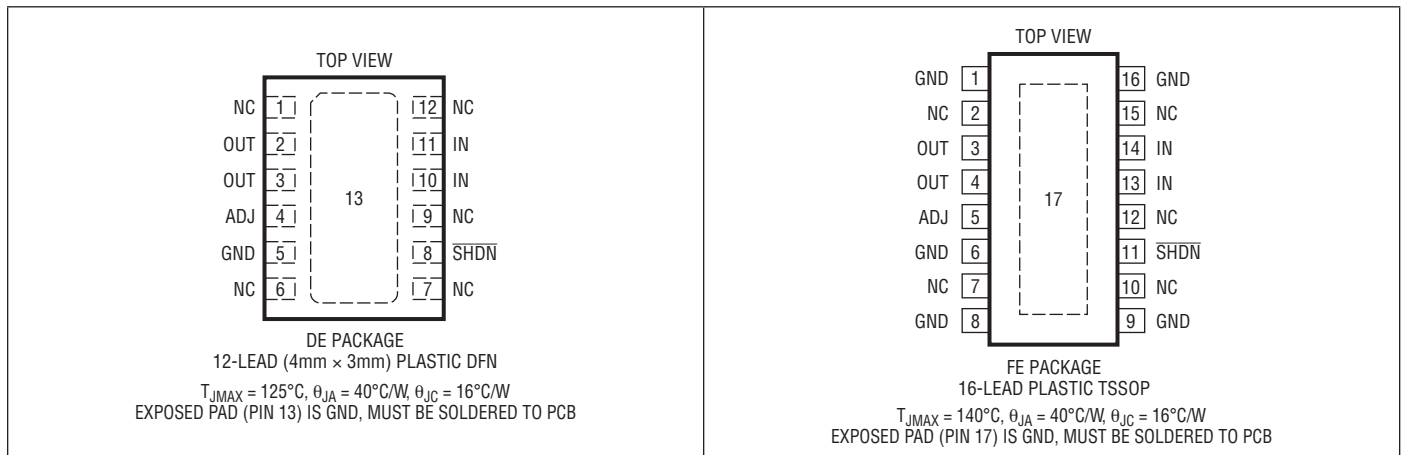 TOP VIEW
NC 1 12 NC
OUT 2 11 IN
OUT 3 10 IN
13
ADJ 4 9 NC
GND 5 8 SHDN
NC 6 7 NC
DE PACKAGE
12-LEAD (4mm × 3mm) PLASTIC DFN
TJMAX = 125°C, θJA = 40°C/W, θJC = 16°C/W
EXPOSED PAD (PIN 13) IS GND, MUST BE SOLDERED TO PCB
TOP VIEW
GND 1 16 GND
NC 2 15 NC
OUT 3 14 IN
OUT 4 13 IN
17
ADJ 5 12 NC
GND 6 11 SHDN
NC 7 10 NC
GND 8 9 GND
FE PACKAGE
16-LEAD PLASTIC TSSOP
TJMAX = 140°C, θJA = 40°C/W, θJC = 16°C/W
EXPOSED PAD (PIN 17) IS GND, MUST BE SOLDERED TO PCB